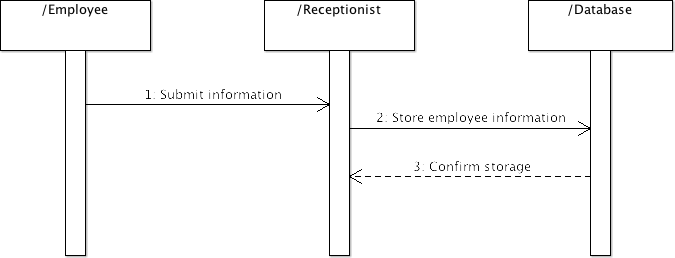 /Employee
/Receptionist
/Database
1: Submit information
2: Store employee information
3: Confirm storage